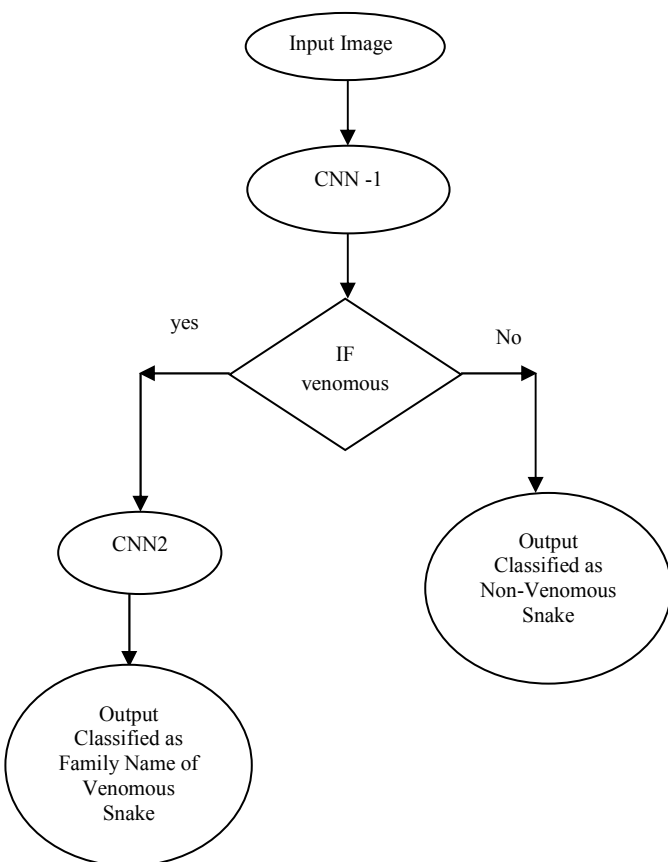 Input Image
CNN -1
yes
No
IF
venomous
CNN2
Output
Classified as
Non-Venomous
Snake
Output
Classified as
Family Name of
Venomous
Snake